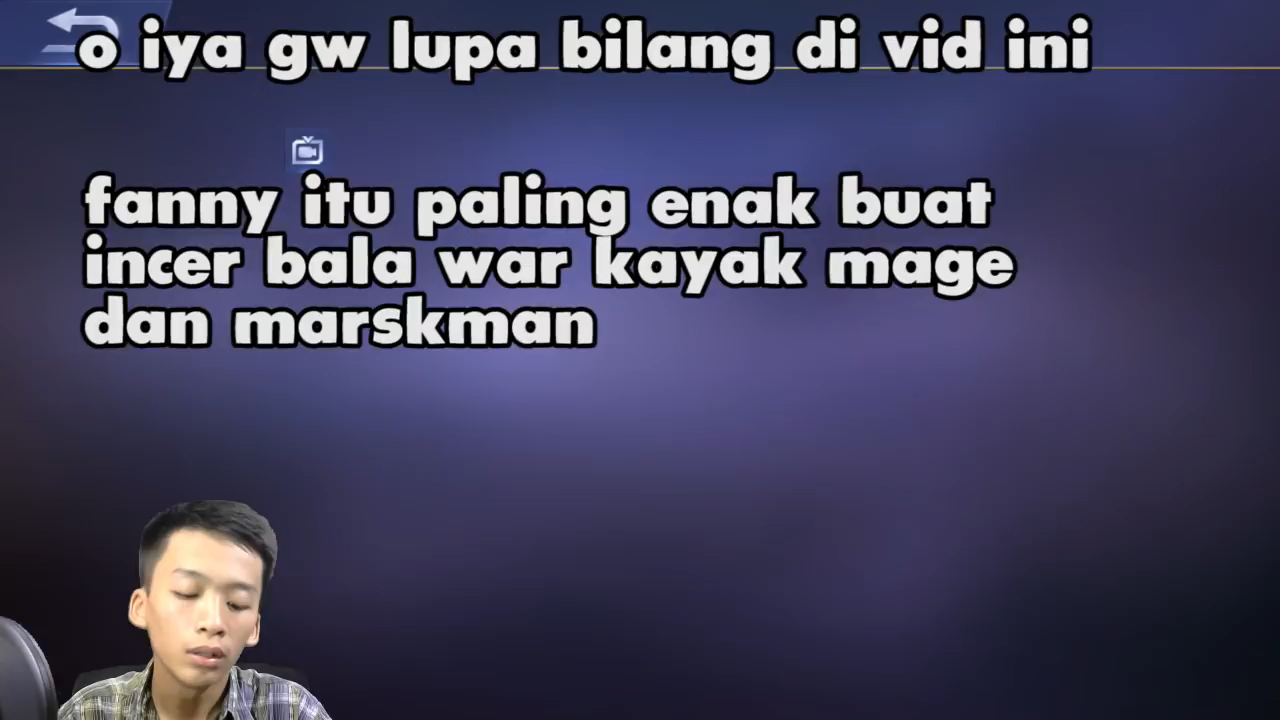 o iya gw lupa bilang di vid ini
fanny itu paling enak buat
incer bala war kayak mage
dan marskman